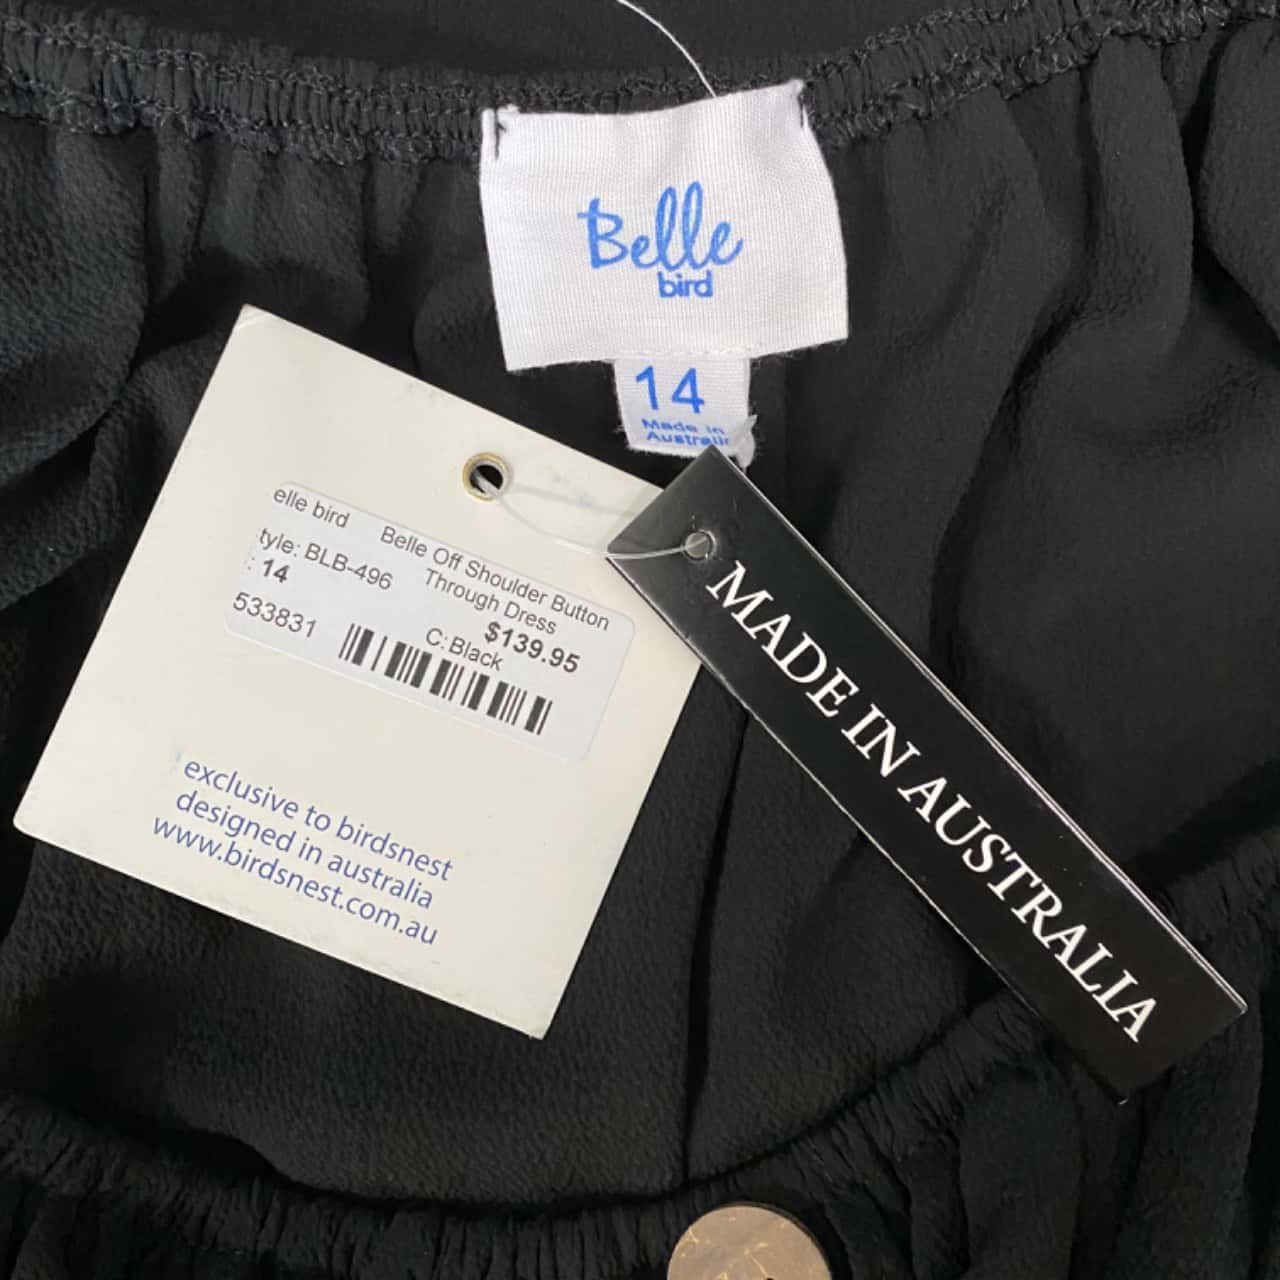 Belle
bird
14
Made in
Australi
elle bird
Belle Off Shoulder Button
Through Dress
tyle: BLB-496
: 14
$139.95
533831
C: Black
exclusive to birdsnest
designed in australia
www.birdsnest.com.au
MADE IN AUSTRALIA